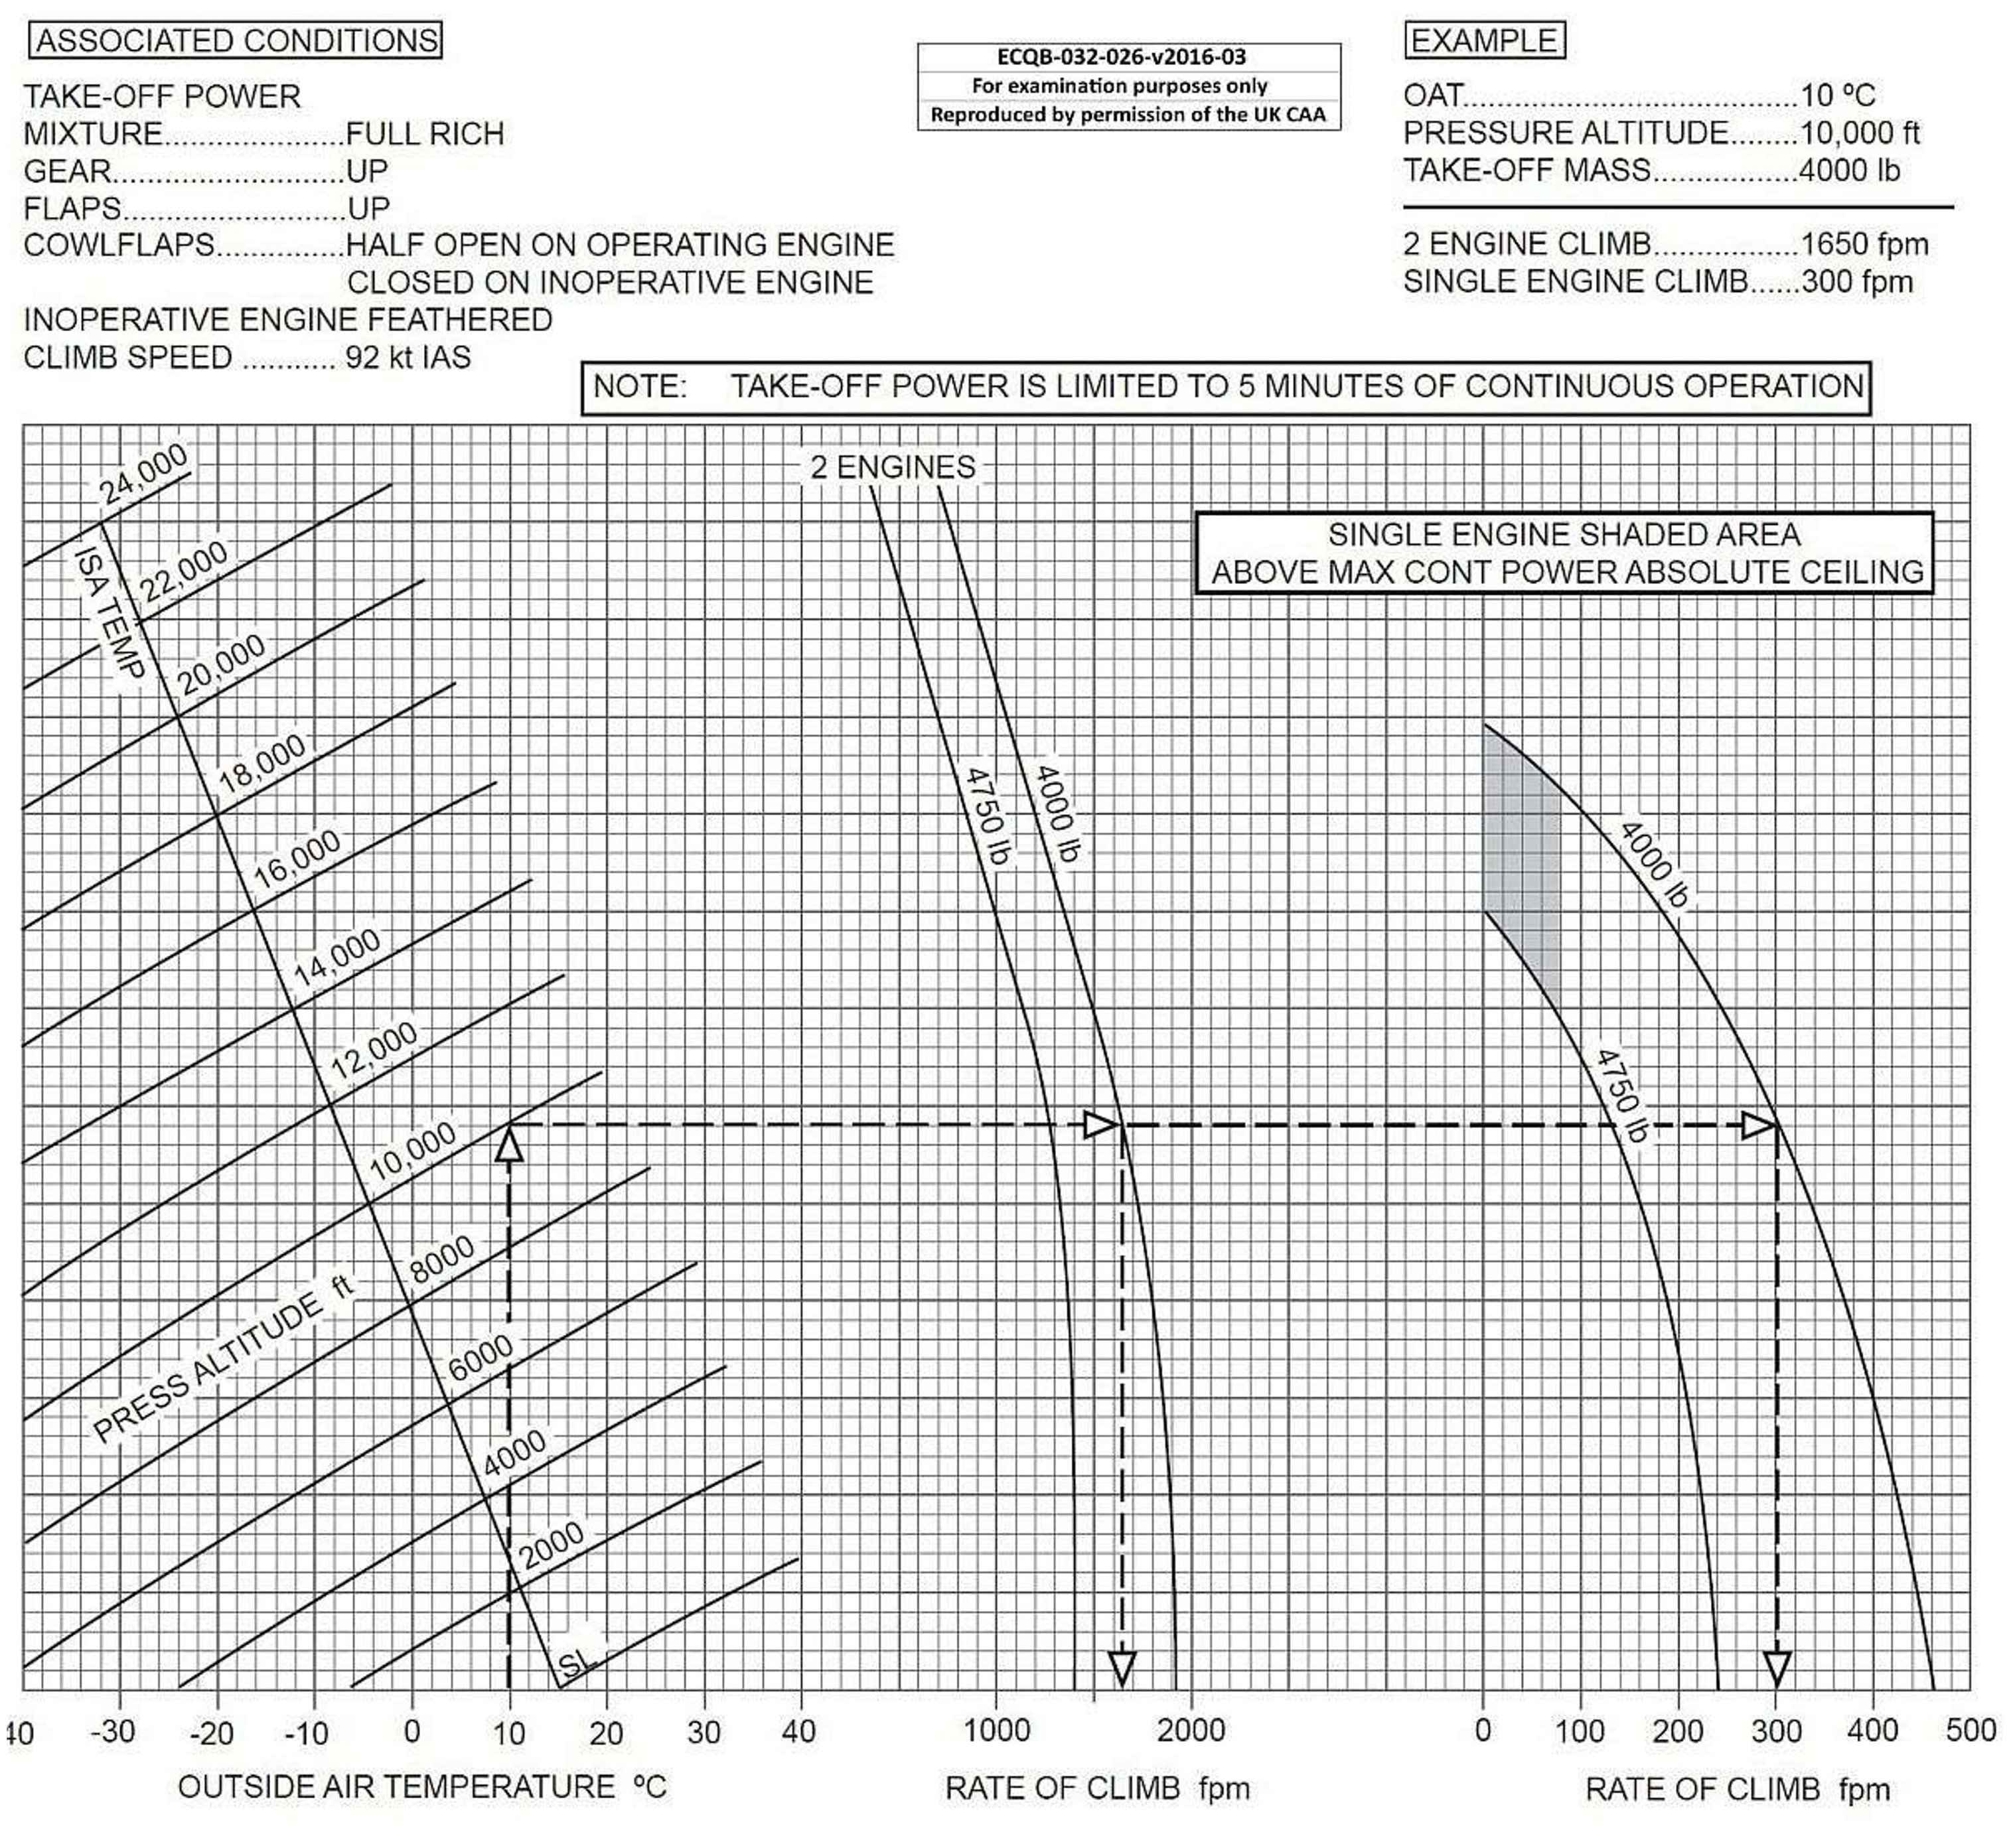 ASSOCIATED CONDITIONS
TAKE-OFF POWER
MIXTURE.....................FULL RICH
GEAR...........................UP
FLAPS..........................UP
COWLFLAPS...............HALF OPEN ON OPERATING ENGINE
CLOSED ON INOPERATIVE ENGINE
INOPERATIVE ENGINE FEATHERED
CLIMB SPEED ........... 92 kt IAS
ECQB-032-026-v2016-03
For examination purposes only
Reproduced by permission of the UK CAA
EXAMPLE
OAT.......................................10 ºC
PRESSURE ALTITUDE........10,000 ft
TAKE-OFF MASS.................4000 lb
2 ENGINE CLIMB.................1650 fpm
SINGLE ENGINE CLIMB......300 fpm
NOTE: TAKE-OFF POWER IS LIMITED TO 5 MINUTES OF CONTINUOUS OPERATION
24,000
22,000
20,000
18,000
16,000
14,000
12,000
10,000
8000
6000
4000
2000
SL
ISA TEMP
PRESS ALTITUDE ft
2 ENGINES
4750 lb
4000 lb
SINGLE ENGINE SHADED AREA
ABOVE MAX CONT POWER ABSOLUTE CEILING
4000 lb
4750 lb
40 -30 -20 -10 0 10 20 30 40 1000 2000 0 100 200 300 400 500
OUTSIDE AIR TEMPERATURE ºC
RATE OF CLIMB fpm
RATE OF CLIMB fpm